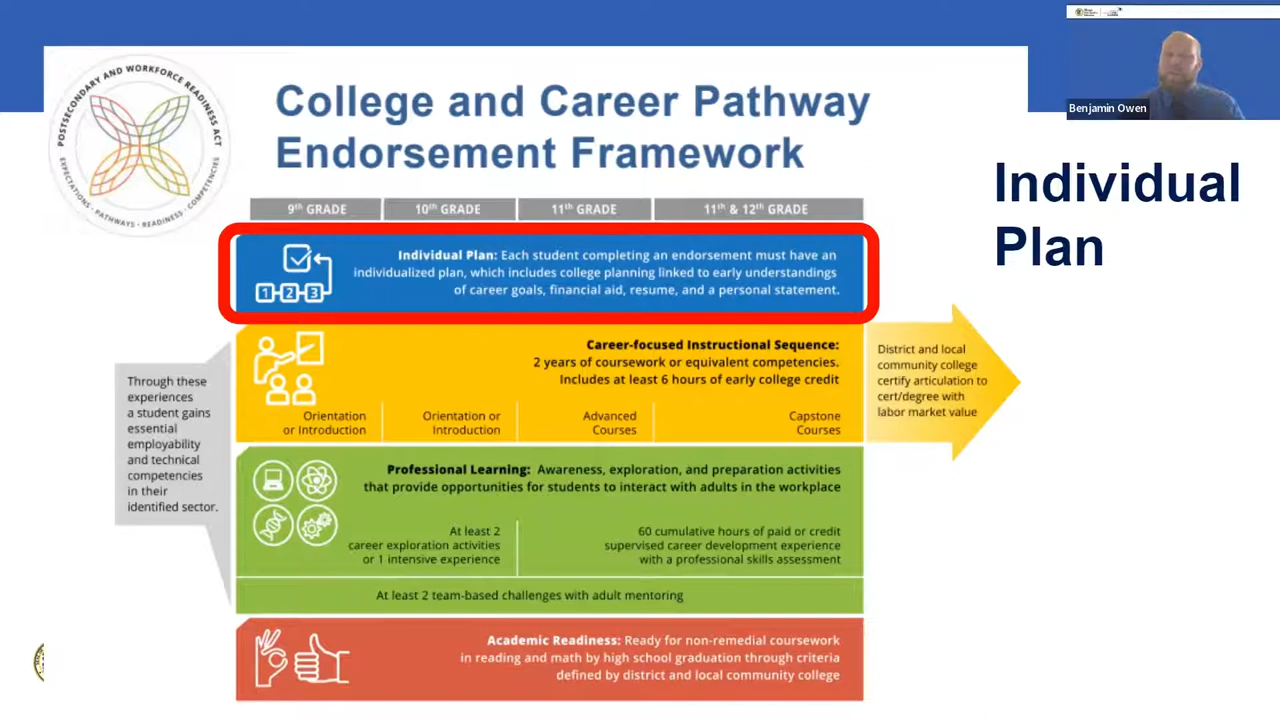 Benjamin Owen
POSTSECONDARY AND WORKFORCE READINESS ACT
EXPECTATIONS · PATHWAYS · READINESS · COMPETENCIES
College and Career Pathway
Endorsement Framework
Individual
Plan
9th GRADE
10th GRADE
11th GRADE
11th & 12th GRADE
1 2 3
Individual Plan: Each student completing an endorsement must have an
individualized plan, which includes college planning linked to early understandings
of career goals, financial aid, resume, and a personal statement.
Career-focused Instructional Sequence:
2 years of coursework or equivalent competencies.
Includes at least 6 hours of early college credit
Orientation
or Introduction
Orientation or
Introduction
Advanced
Courses
Capstone
Courses
District and local
community college
certify articulation to
cert/degree with
labor market value
Through these
experiences
a student gains
essential
employability
and technical
competencies
in their
identified sector.
Professional Learning: Awareness, exploration, and preparation activities
that provide opportunities for students to interact with adults in the workplace
At least 2
career exploration activities
or 1 intensive experience
60 cumulative hours of paid or credit
supervised career development experience
with a professional skills assessment
At least 2 team-based challenges with adult mentoring
Academic Readiness: Ready for non-remedial coursework
in reading and math by high school graduation through criteria
defined by district and local community college